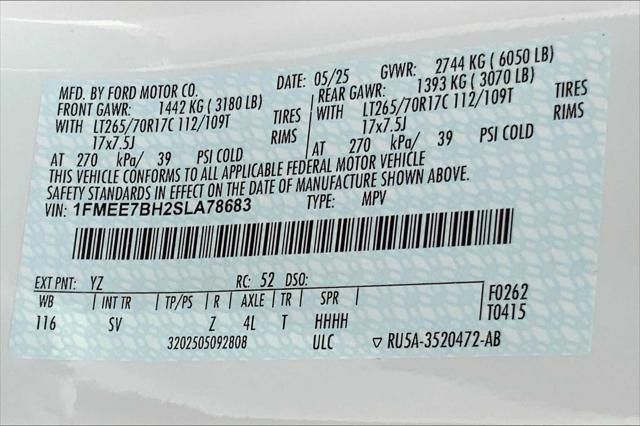 MFD. BY FORD MOTOR CO. DATE: 05/25 GVWR: 2744 KG ( 6050 LB)
FRONT GAWR: 1442 KG ( 3180 LB) REAR GAWR: 1393 KG ( 3070 LB)
WITH LT265/70R17C 112/109T TIRES WITH LT265/70R17C 112/109T TIRES
17x7.5J RIMS 17x7.5J RIMS
AT 270 kPa/ 39 PSI COLD AT 270 kPa/ 39 PSI COLD
THIS VEHICLE CONFORMS TO ALL APPLICABLE FEDERAL MOTOR VEHICLE
SAFETY STANDARDS IN EFFECT ON THE DATE OF MANUFACTURE SHOWN ABOVE.
VIN: 1FMEE7BH2SLA78683 TYPE: MPV
EXT PNT: YZ RC: 52 DSO:
WB INT TR TP/PS R AXLE TR SPR F0262
116 SV Z 4L T HHHH T0415
3202505092808 ULC ▽ RU5A-3520472-AB